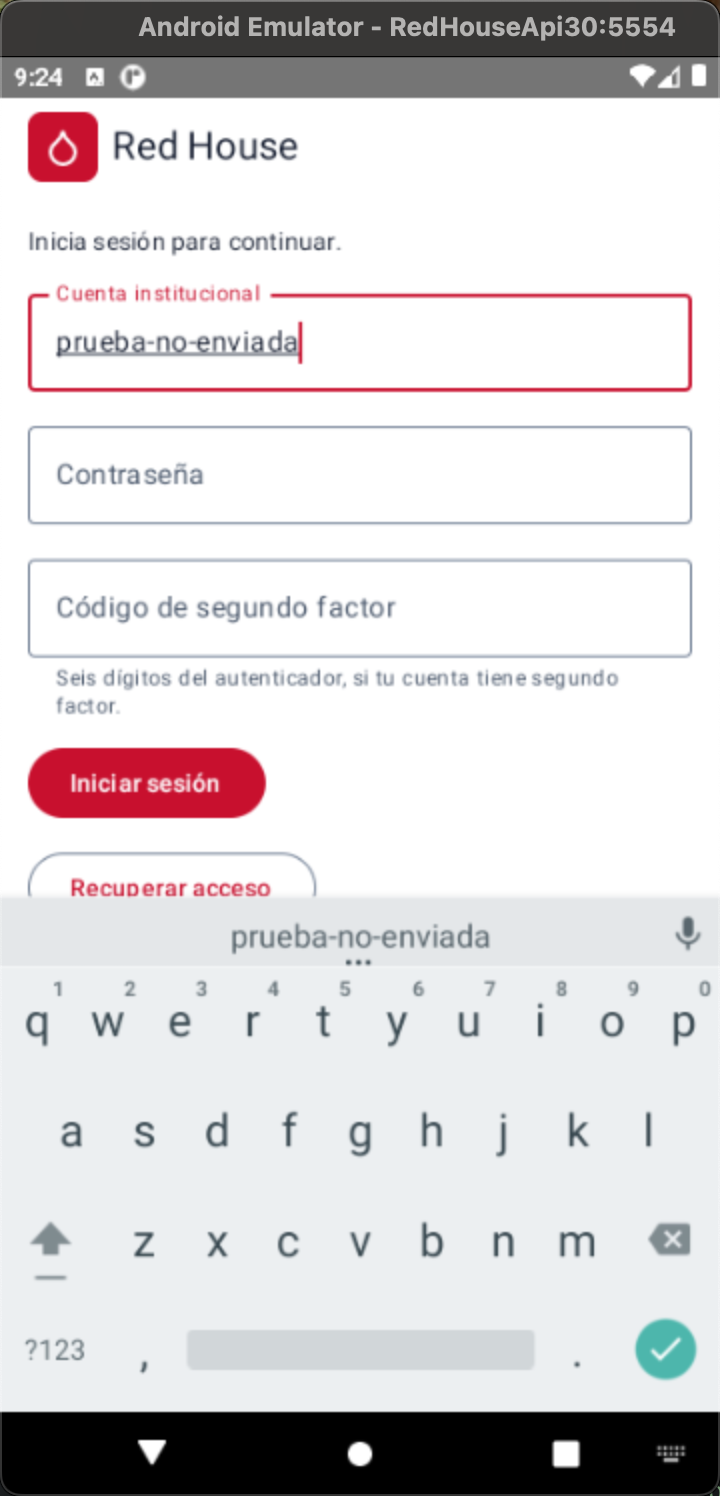 Android Emulator - RedHouseApi30:5554
9:24
Red House
Inicia sesión para continuar.
Cuenta institucional
prueba-no-enviada
Contraseña
Código de segundo factor
Seis dígitos del autenticador, si tu cuenta tiene segundo
factor.
Iniciar sesión
Recuperar acceso
prueba-no-enviada
1 2 3 4 5 6 7 8 9 0
q w e r t y u i o p
a s d f g h j k l
z x c v b n m
?123 , .